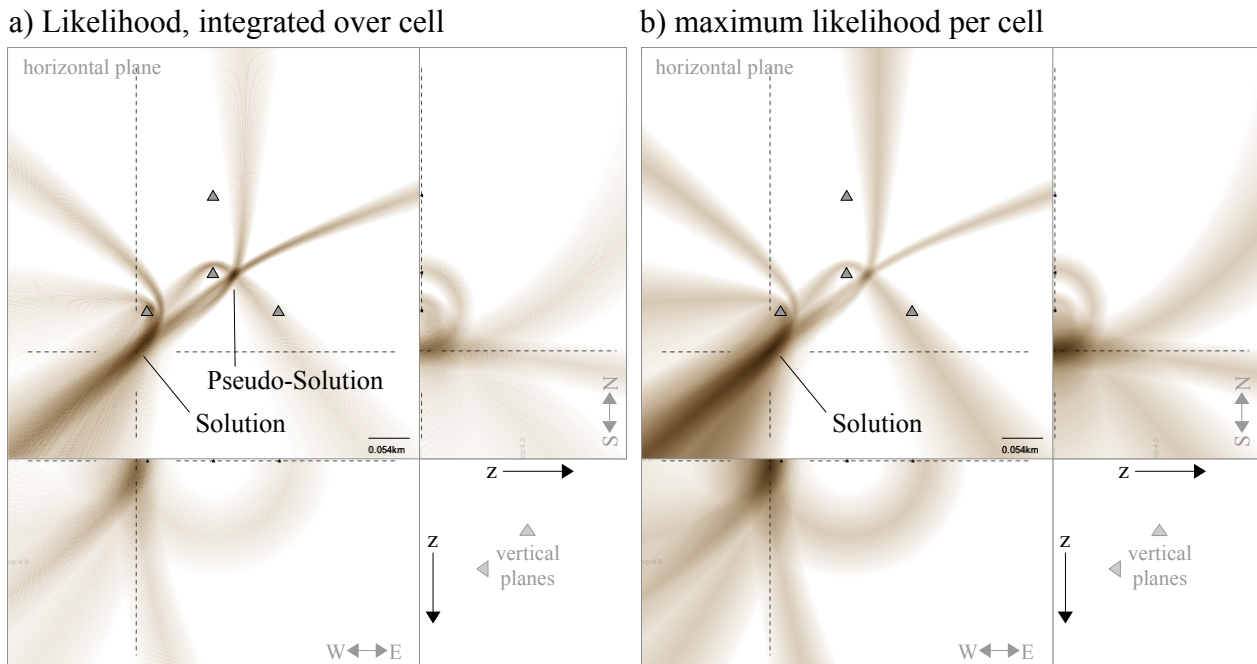 a) Likelihood, integrated over cell
b) maximum likelihood per cell
horizontal plane
Pseudo-Solution
Solution
0.054km
N
S
z
z
vertical
planes
W E
horizontal plane
Solution
0.054km
N
S
z
z
vertical
planes
W E